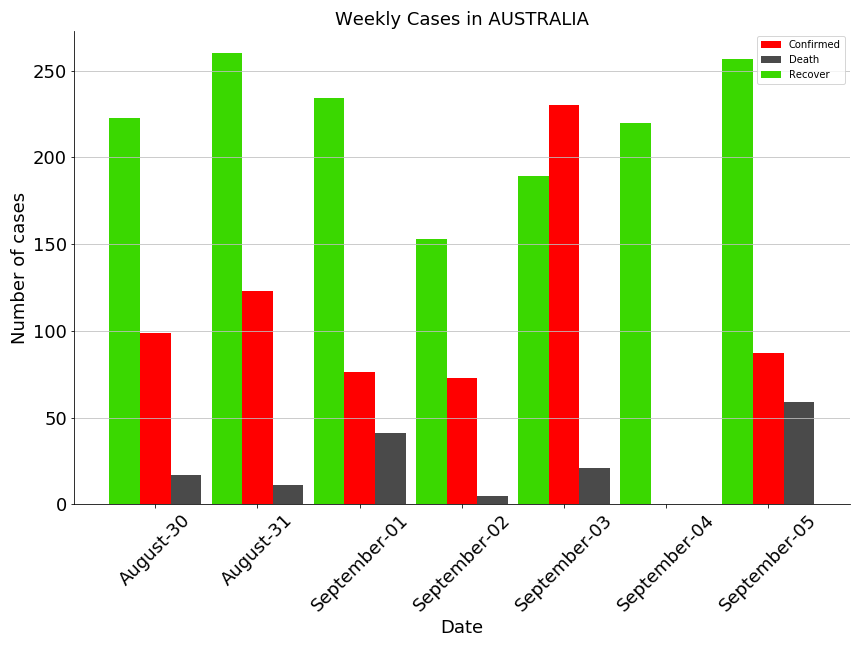 Weekly Cases in AUSTRALIA
Confirmed
Death
Recover
Number of cases
250
200
150
100
50
0
August-30
August-31
September-01
September-02
September-03
September-04
September-05
Date